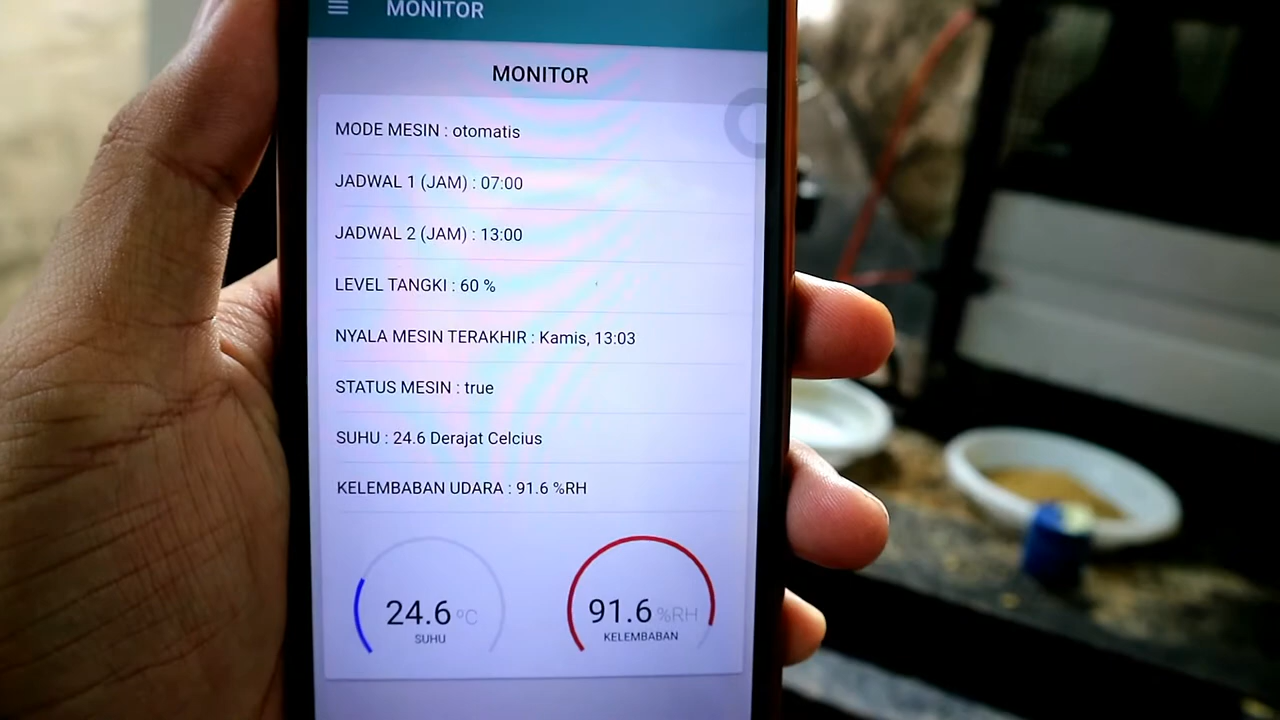 MONITOR
MONITOR
MODE MESIN : otomatis
JADWAL 1 (JAM) : 07:00
JADWAL 2 (JAM) : 13:00
LEVEL TANGKI : 60 %
NYALA MESIN TERAKHIR : Kamis, 13:03
STATUS MESIN : true
SUHU : 24.6 Derajat Celcius
KELEMBABAN UDARA : 91.6 %RH
24.6 °C
SUHU
91.6 %RH
KELEMBABAN